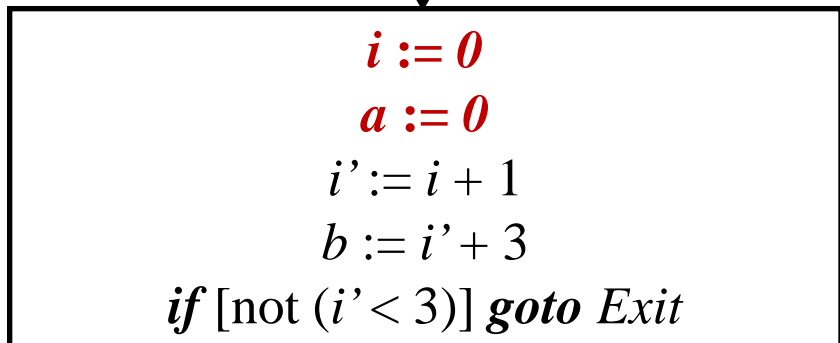 i := 0
a := 0
i’ := i + 1
b := i’ + 3
if [not (i’ < 3)] goto Exit